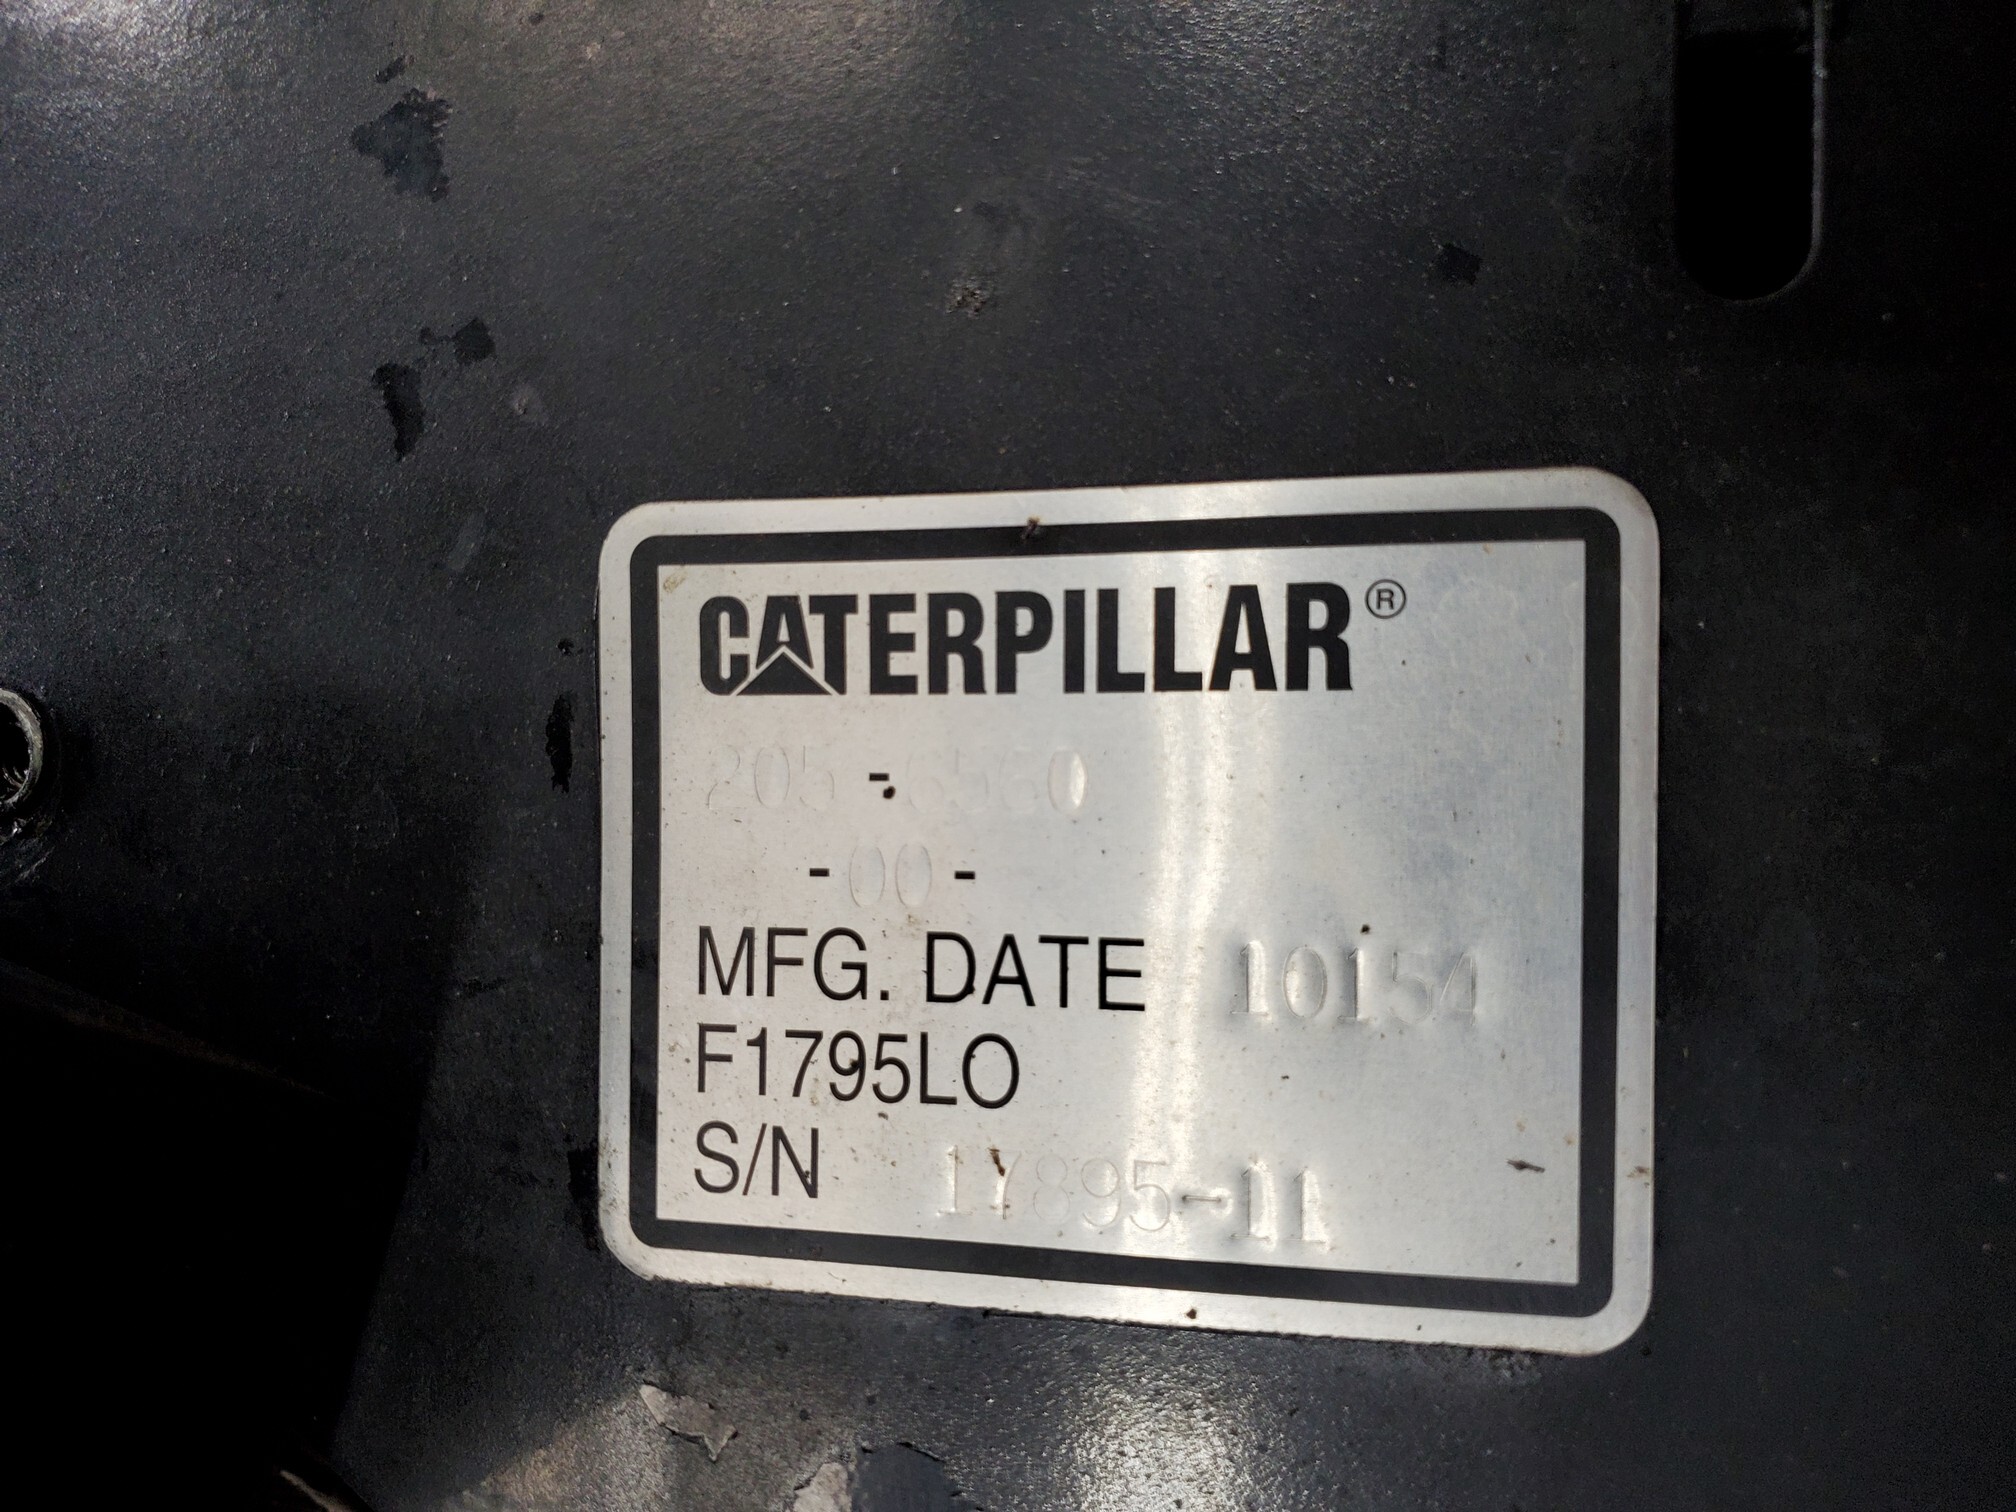 CATERPILLAR®
205-6560
-00-
MFG. DATE 10154
F1795LO
S/N 17895-11